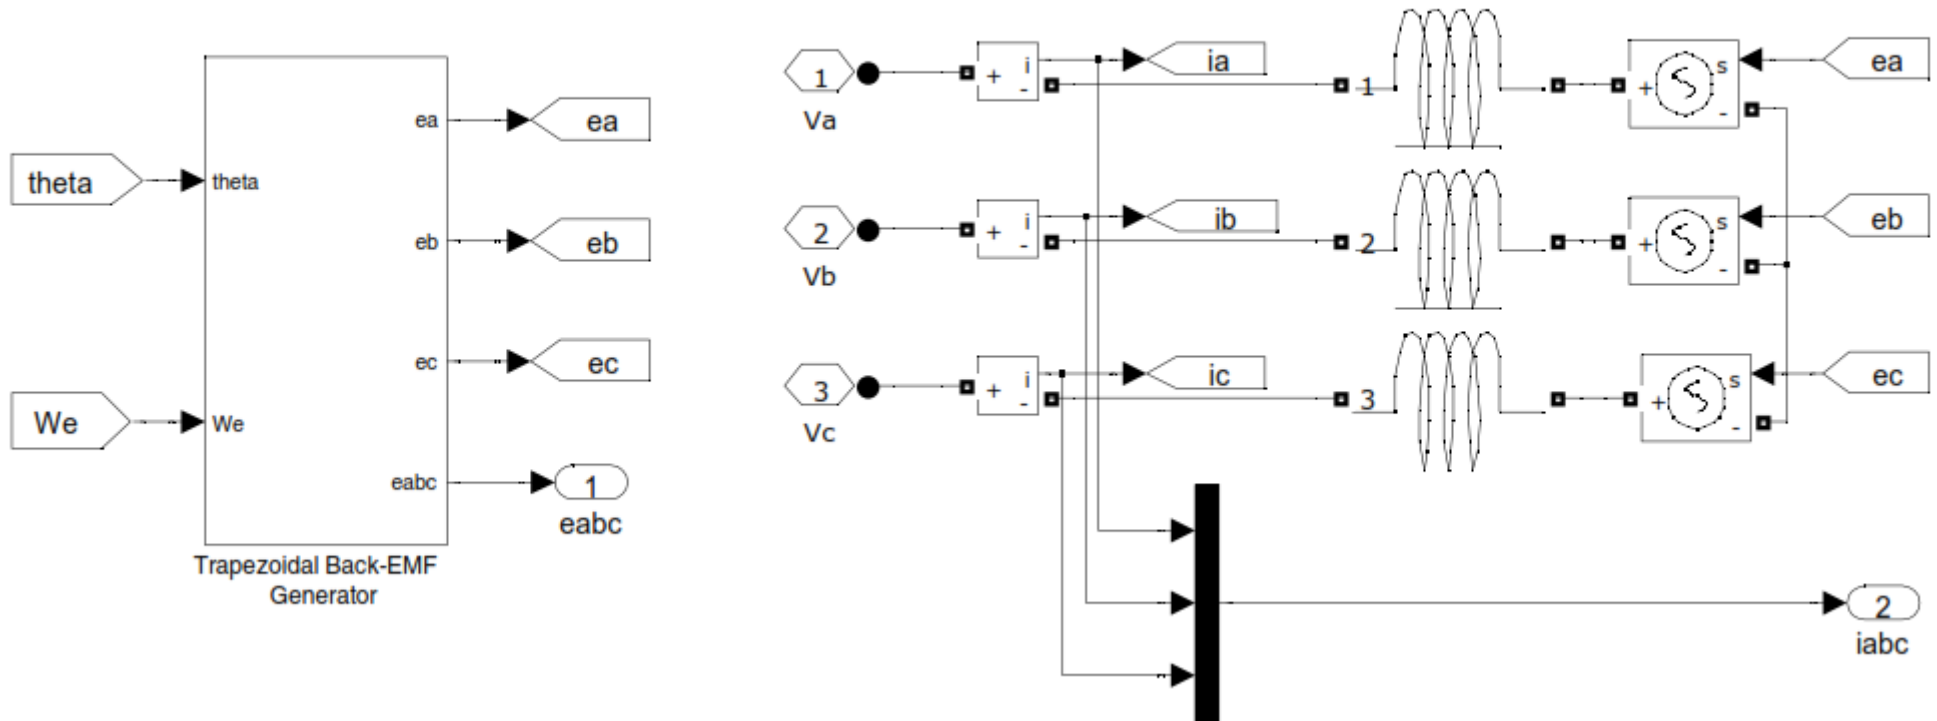 theta
We
theta
We
ea
eb
ec
eabc
ea
eb
ec
1
eabc
Trapezoidal Back-EMF
Generator
1
Va
+
i
-
ia
1
+
s
-
ea
2
Vb
+
i
-
ib
2
+
s
-
eb
3
Vc
+
i
-
ic
3
+
s
-
ec
2
iabc